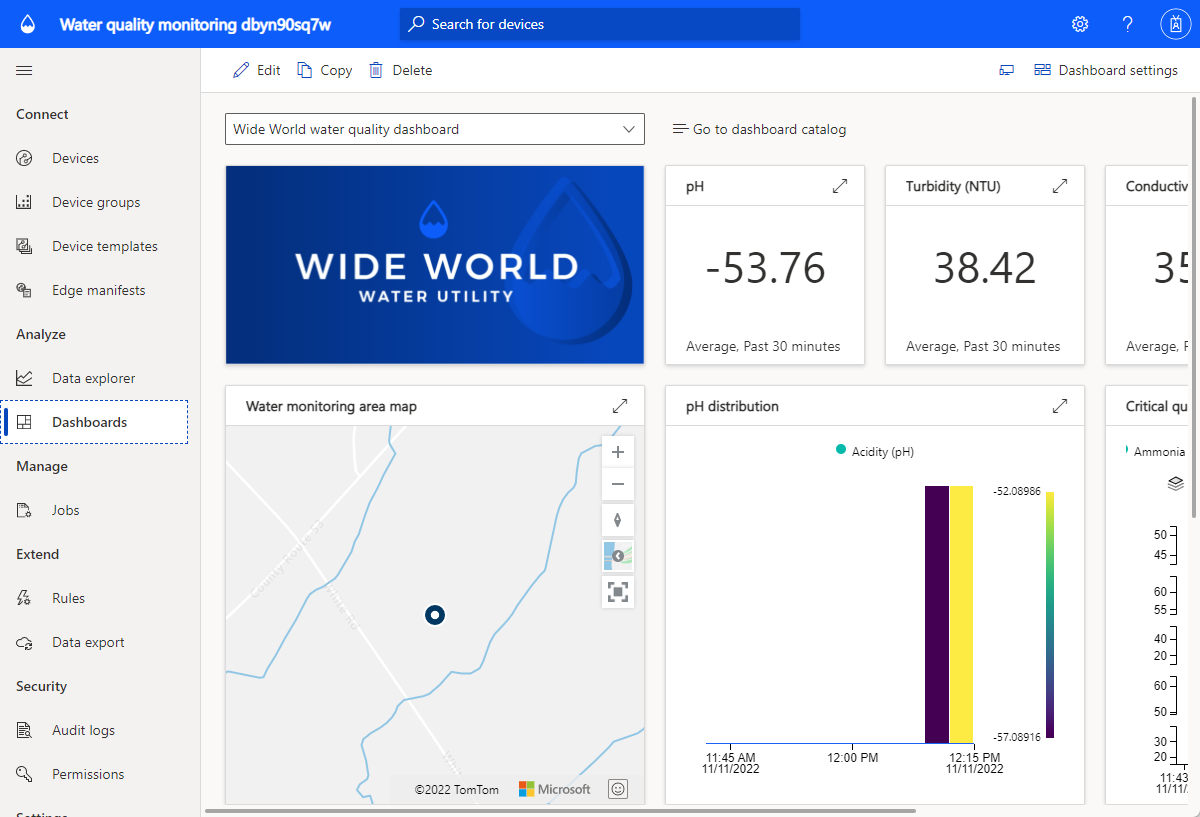 Water quality monitoring dbyn90sq7w
Search for devices
?
Connect
Devices
Device groups
Device templates
Edge manifests
Analyze
Data explorer
Dashboards
Manage
Jobs
Extend
Rules
Data export
Security
Audit logs
Permissions
Edit
Copy
Delete
Dashboard settings
Wide World water quality dashboard
Go to dashboard catalog
WIDE WORLD
WATER UTILITY
pH
-53.76
Average, Past 30 minutes
Turbidity (NTU)
38.42
Average, Past 30 minutes
Conductiv
35
Average, P
Water monitoring area map
County Route 58
©2022 TomTom
Microsoft
pH distribution
Acidity (pH)
-52.08986
-57.08916
11:45 AM
11/11/2022
12:00 PM
12:15 PM
11/11/2022
Critical qu
Ammonia
50
45
60
55
40
20
60
50
30
20
11:43
11/11/